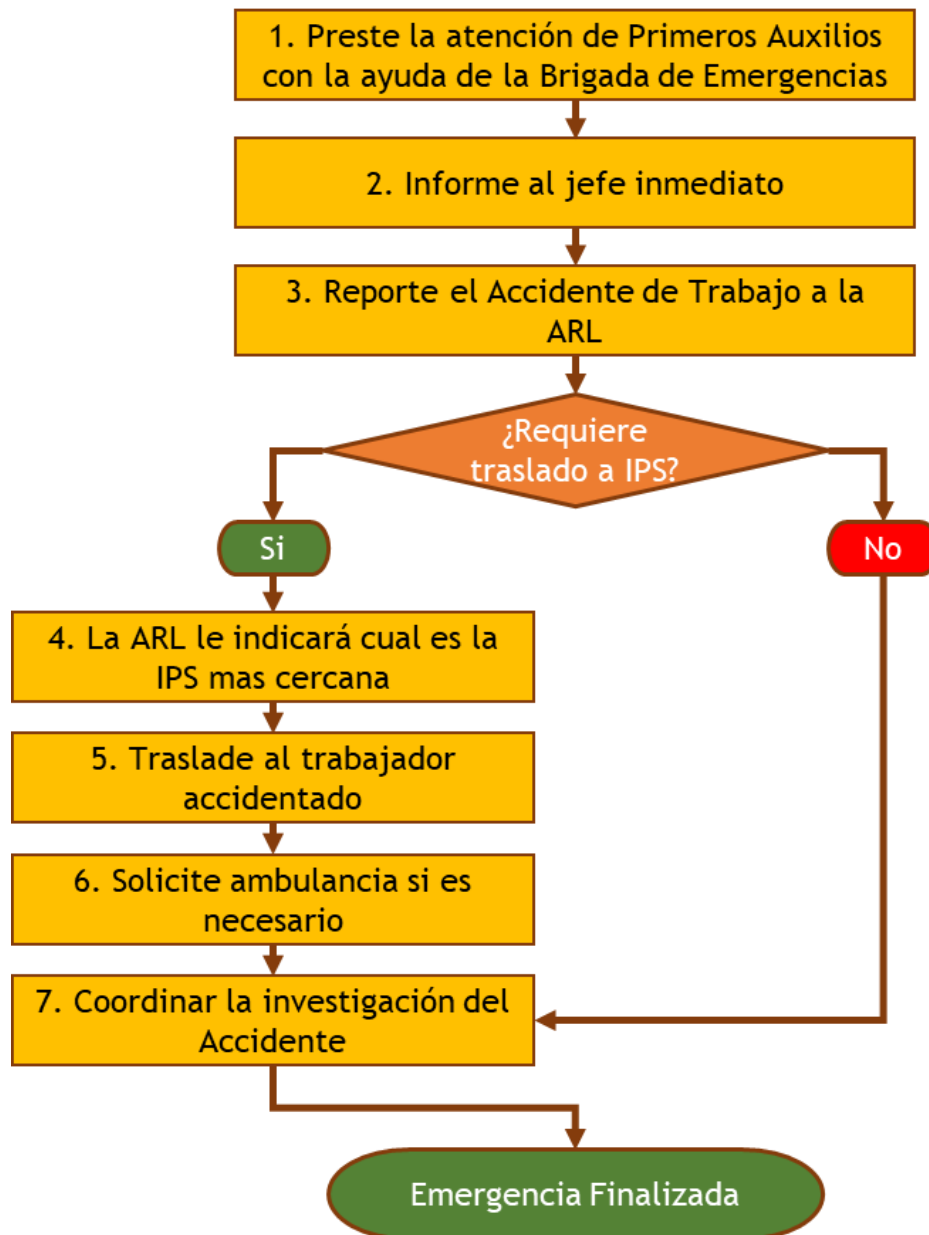 1. Preste la atención de Primeros Auxilios
con la ayuda de la Brigada de Emergencias
2. Informe al jefe inmediato
3. Reporte el Accidente de Trabajo a la
ARL
¿Requiere
traslado a IPS?
Si
No
4. La ARL le indicará cual es la
IPS mas cercana
5. Traslade al trabajador
accidentado
6. Solicite ambulancia si es
necesario
7. Coordinar la investigación del
Accidente
Emergencia Finalizada